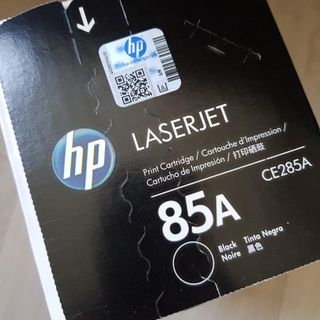 hp
hp LASERJET
Print Cartridge / Cartouche d'Impression /
Cartucho de Impresión / 打印硒鼓
CE285A
85A
Black Tinta Negra
Noire 黑色